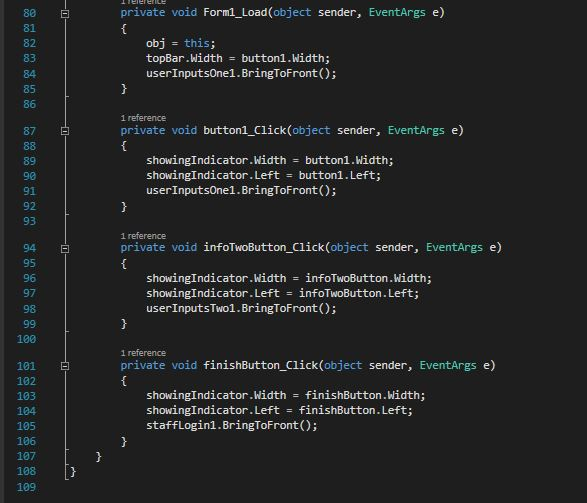 1 reference
80 private void Form1_Load(object sender, EventArgs e)
81 {
82 obj = this;
83 topBar.Width = button1.Width;
84 userInputsOne1.BringToFront();
85 }
86
1 reference
87 private void button1_Click(object sender, EventArgs e)
88 {
89 showingIndicator.Width = button1.Width;
90 showingIndicator.Left = button1.Left;
91 userInputsOne1.BringToFront();
92 }
93
1 reference
94 private void infoTwoButton_Click(object sender, EventArgs e)
95 {
96 showingIndicator.Width = infoTwoButton.Width;
97 showingIndicator.Left = infoTwoButton.Left;
98 userInputsTwo1.BringToFront();
99 }
100
1 reference
101 private void finishButton_Click(object sender, EventArgs e)
102 {
103 showingIndicator.Width = finishButton.Width;
104 showingIndicator.Left = finishButton.Left;
105 staffLogin1.BringToFront();
106 }
107 }
108 }
109